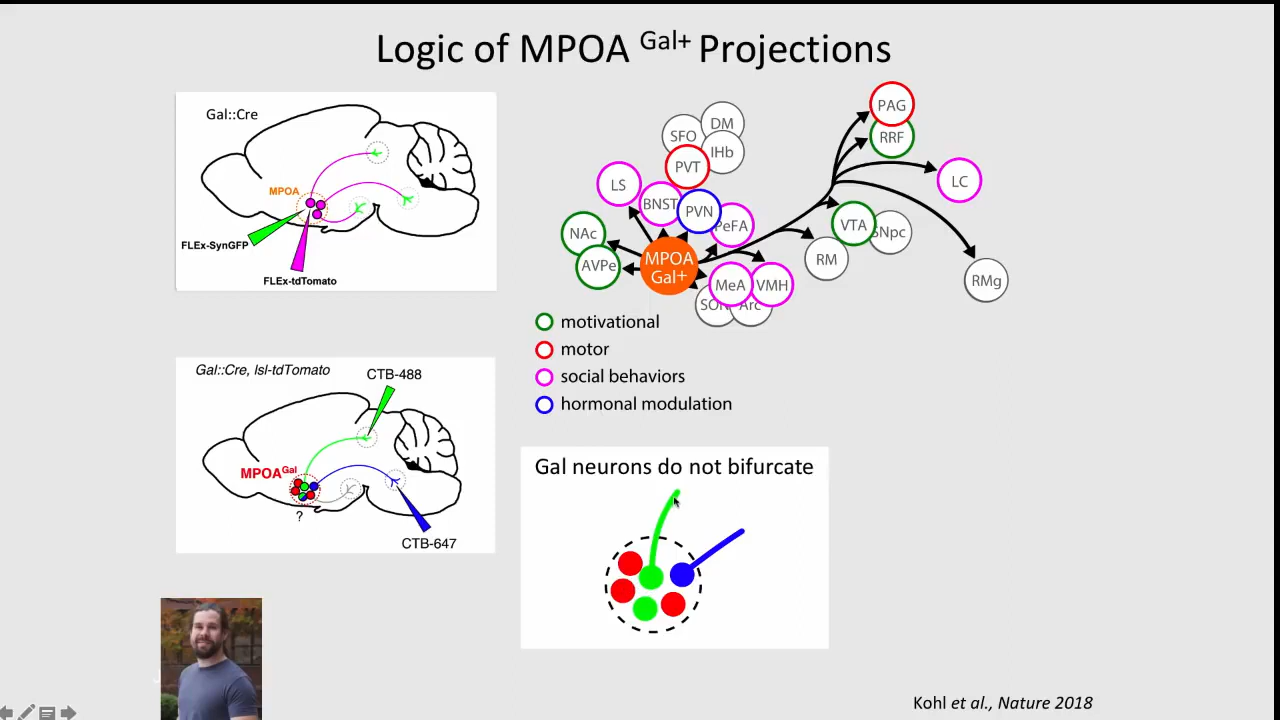 Logic of MPOA Gal+ Projections
Gal::Cre
MPOA
FLEx-SynGFP
FLEx-tdTomato
Gal::Cre, lsl-tdTomato
CTB-488
MPOAGal
?
CTB-647
PAG
RRF
DM
SFO
IHb
PVT
LC
LS
BNST
PVN
PeFA
NAc
VTA
SNpc
AVPe
MPOA
Gal+
RM
RMg
MeA
VMH
SON
Arc
motivational
motor
social behaviors
hormonal modulation
Gal neurons do not bifurcate
Kohl et al., Nature 2018